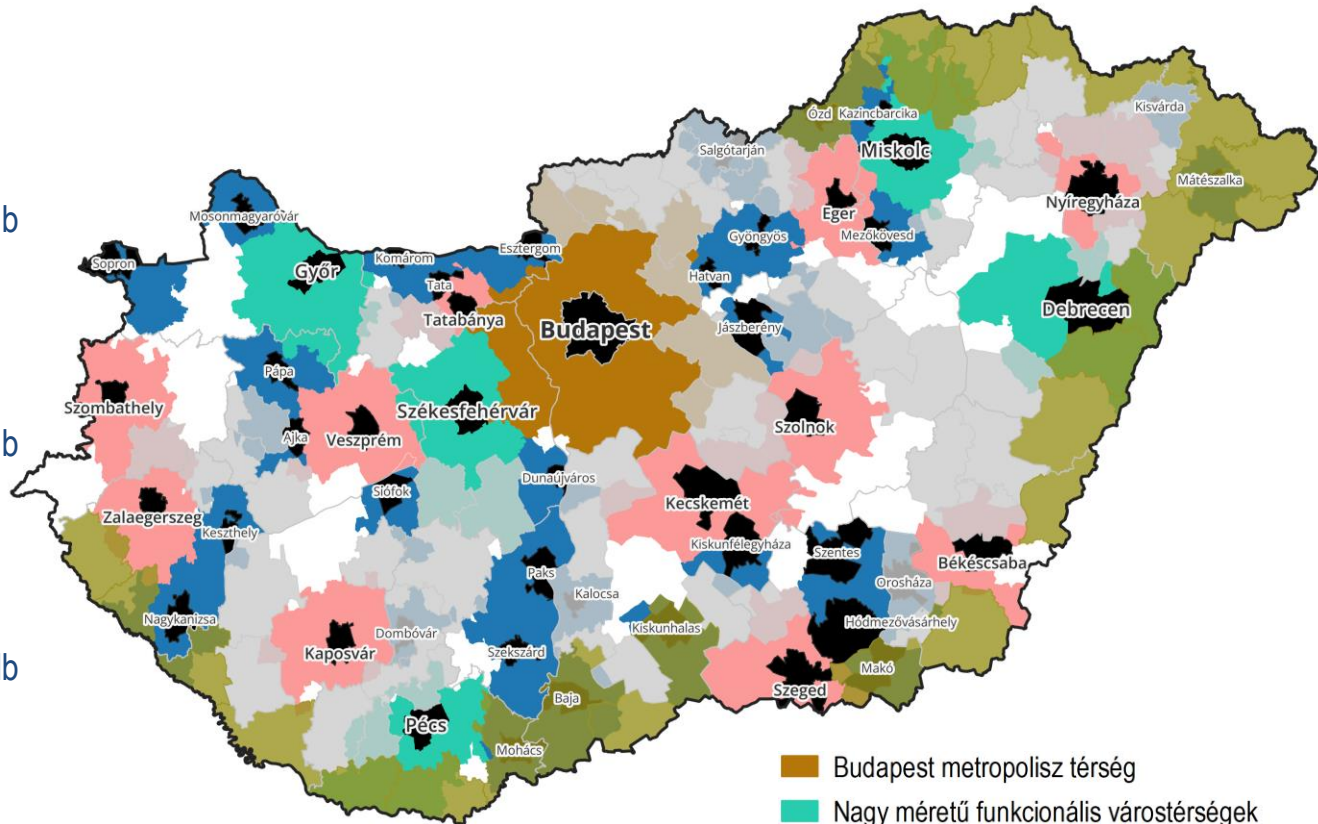 Ózd
Kazincbarcika
Kisvárda
Salgótarján
Miskolc
Mátészalka
Nyíregyháza
Eger
b
Mosonmagyaróvár
Gyöngyös
Mezőkövesd
Esztergom
Sopron
Komárom
Győr
Hatvan
Tata
Debrecen
Tatabánya
Budapest
Jászberény
Pápa
Szombathely
Székesfehérvár
Szolnok
Ajka
Veszprém
b
Dunaújváros
Siófok
Kecskemét
Zalaegerszeg
Keszthely
Kiskunfélegyháza
Szentes
Békéscsaba
Paks
Orosháza
Kalocsa
Nagykanizsa
Hódmezővásárhely
Dombóvár
Kiskunhalas
Kaposvár
Szekszárd
Makó
b
Szeged
Baja
Pécs
Mohács
Budapest metropolisz térség
Nagy méretű funkcionális várostérségek